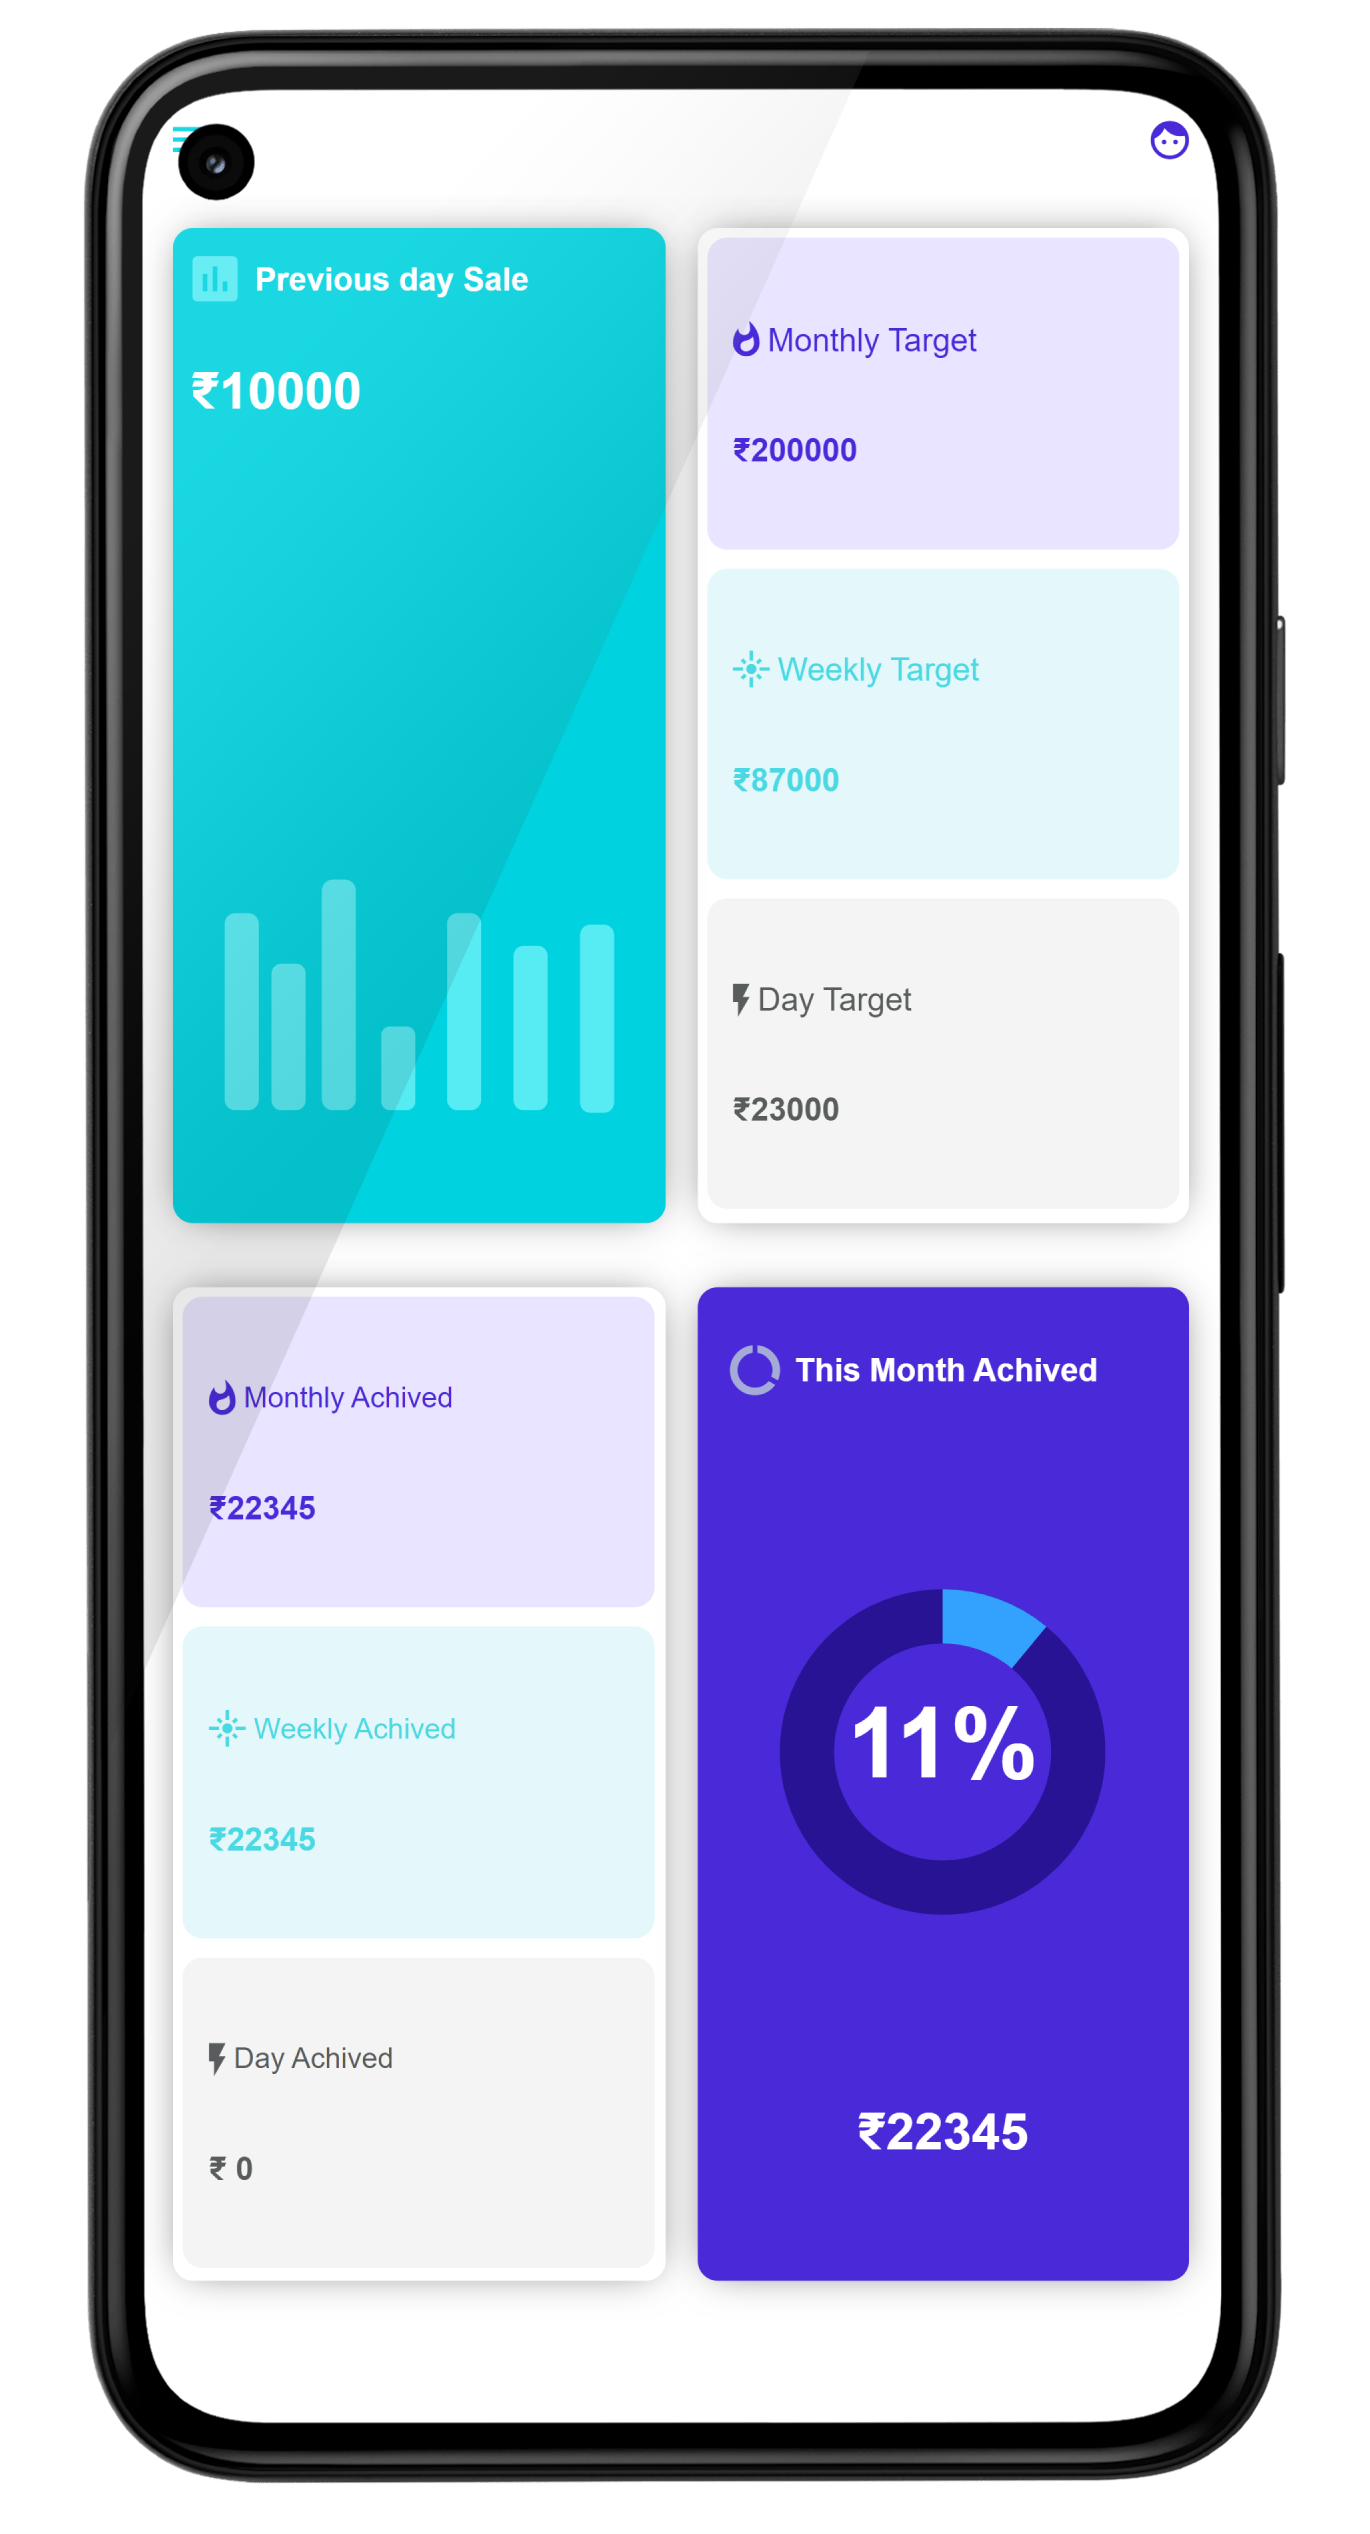 Previous day Sale
₹10000
Monthly Target
₹200000
Weekly Target
₹87000
Day Target
₹23000
Monthly Achived
₹22345
Weekly Achived
₹22345
Day Achived
₹ 0
This Month Achived
11%
₹22345